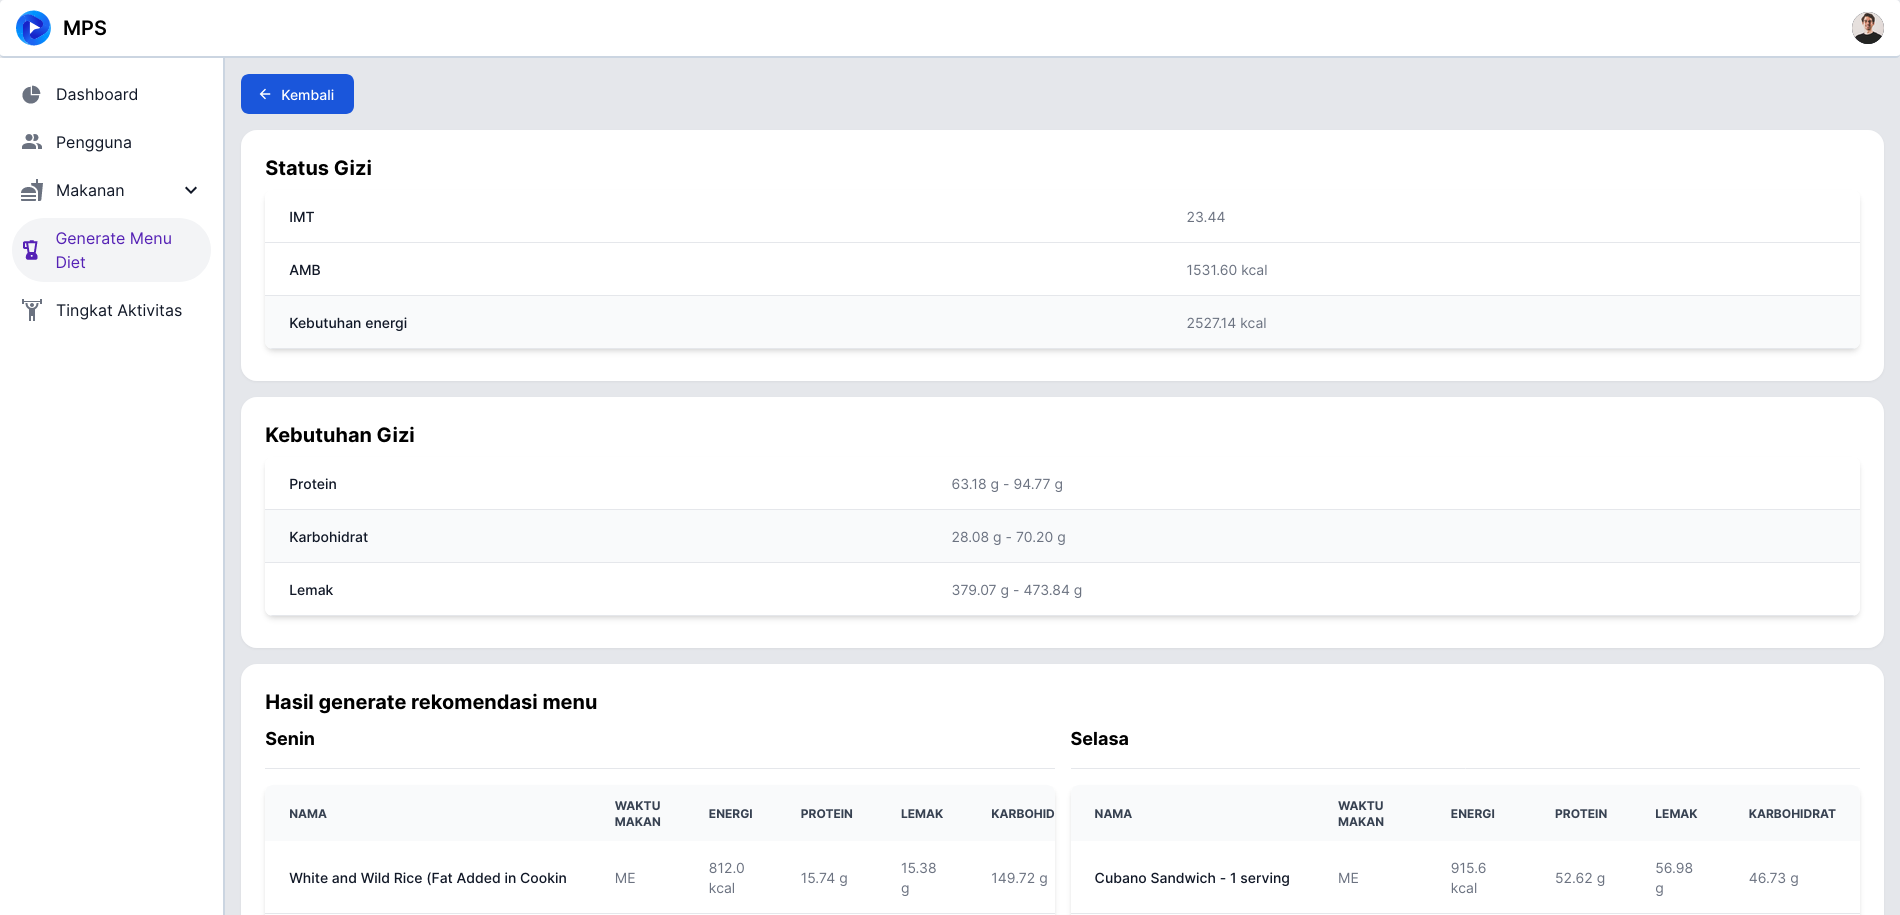 MPS
Dashboard
Pengguna
Makanan
Generate Menu
Diet
Tingkat Aktivitas
Kembali
Status Gizi
IMT 23.44
AMB 1531.60 kcal
Kebutuhan energi 2527.14 kcal
Kebutuhan Gizi
Protein 63.18 g - 94.77 g
Karbohidrat 28.08 g - 70.20 g
Lemak 379.07 g - 473.84 g
Hasil generate rekomendasi menu
Senin
NAMA WAKTU MAKAN ENERGI PROTEIN LEMAK KARBOHID
White and Wild Rice (Fat Added in Cookin ME 812.0 kcal 15.74 g 15.38 g 149.72 g
Selasa
NAMA WAKTU MAKAN ENERGI PROTEIN LEMAK KARBOHIDRAT
Cubano Sandwich - 1 serving ME 915.6 kcal 52.62 g 56.98 g 46.73 g